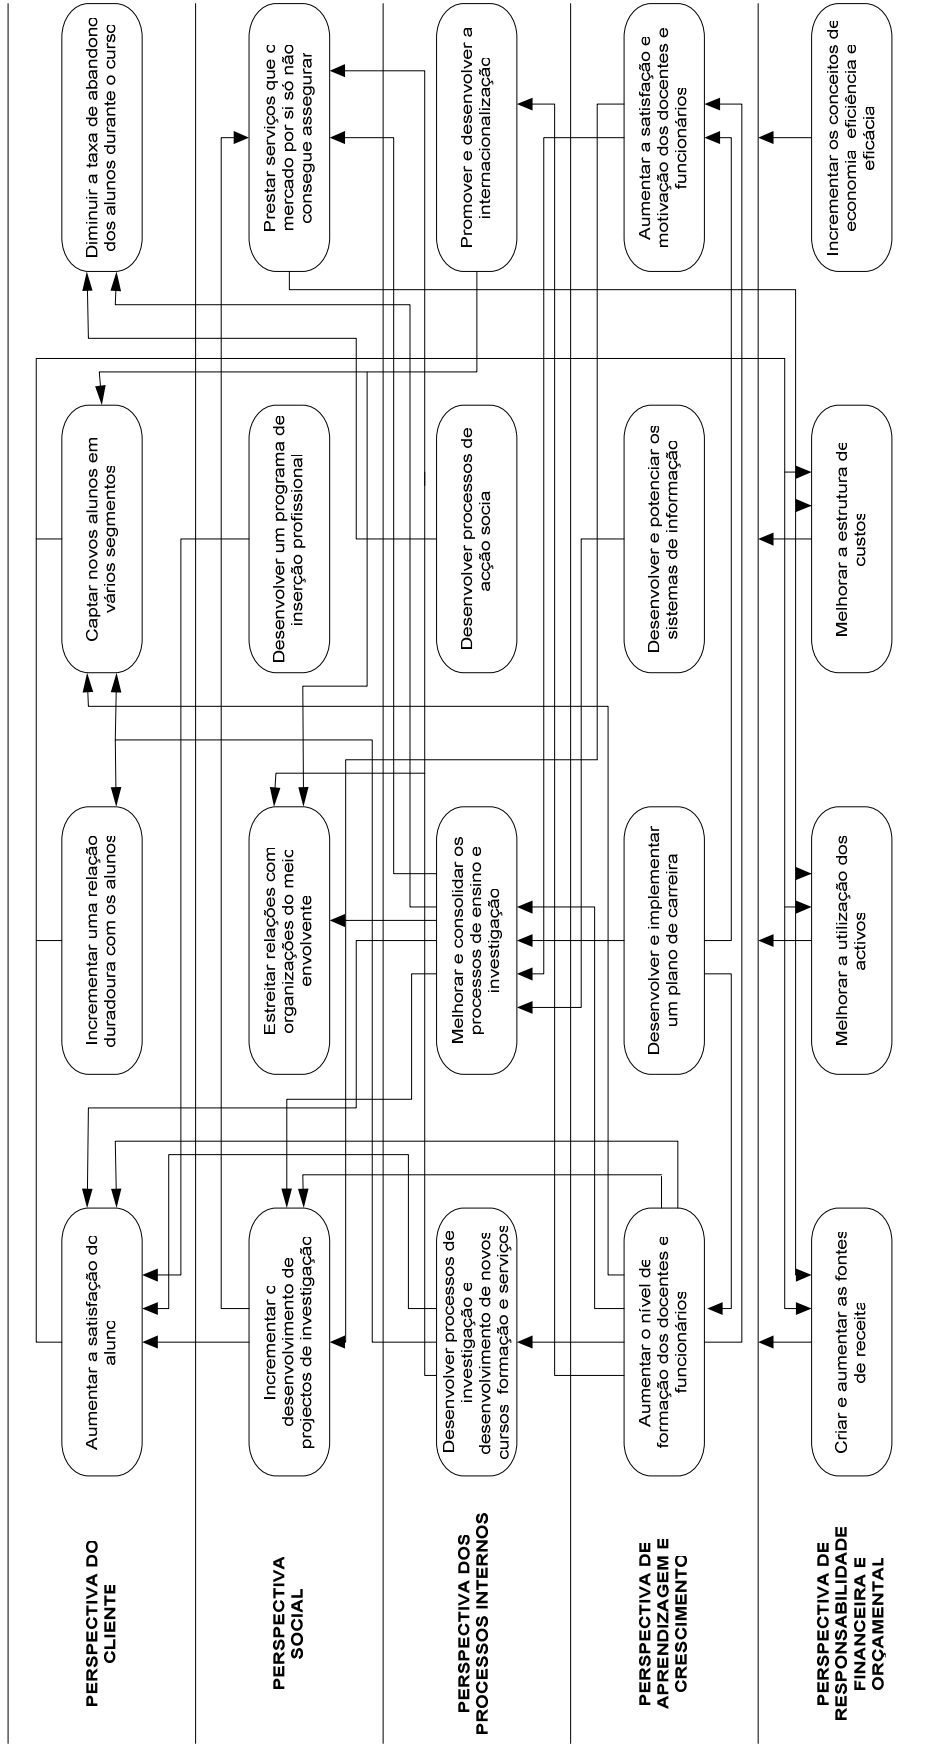 PERSPECTIVA DO
CLIENTE
Aumentar a satisfação do
aluno
Incrementar uma relação
duradoura com os alunos
Captar novos alunos em
vários segmentos
Diminuir a taxa de abandono
dos alunos durante o curso
PERSPECTIVA
SOCIAL
Incrementar o
desenvolvimento de
projectos de investigação
Estreitar relações com
organizações do meio
envolvente
Desenvolver um programa de
inserção profissional
Prestar serviços que o
mercado por si só não
consegue assegurar
PERSPECTIVA DOS
PROCESSOS INTERNOS
Desenvolver processos de
investigação e
desenvolvimento de novos
cursos formação e serviços
Melhorar e consolidar os
processos de ensino e
investigação
Desenvolver processos de
acção socia
Promover e desenvolver a
internacionalização
PERSPECTIVA DE
APRENDIZAGEM E
CRESCIMENTO
Aumentar o nível de
formação dos docentes e
funcionários
Desenvolver e implementar
um plano de carreira
Desenvolver e potenciar os
sistemas de informação
Aumentar a satisfação e
motivação dos docentes e
funcionários
PERSPECTIVA DE
RESPONSABILIDADE
FINANCEIRA E
ORÇAMENTAL
Criar e aumentar as fontes
de receita
Melhorar a utilização dos
activos
Melhorar a estrutura de
custos
Incrementar os conceitos de
economia eficiência e
eficácia